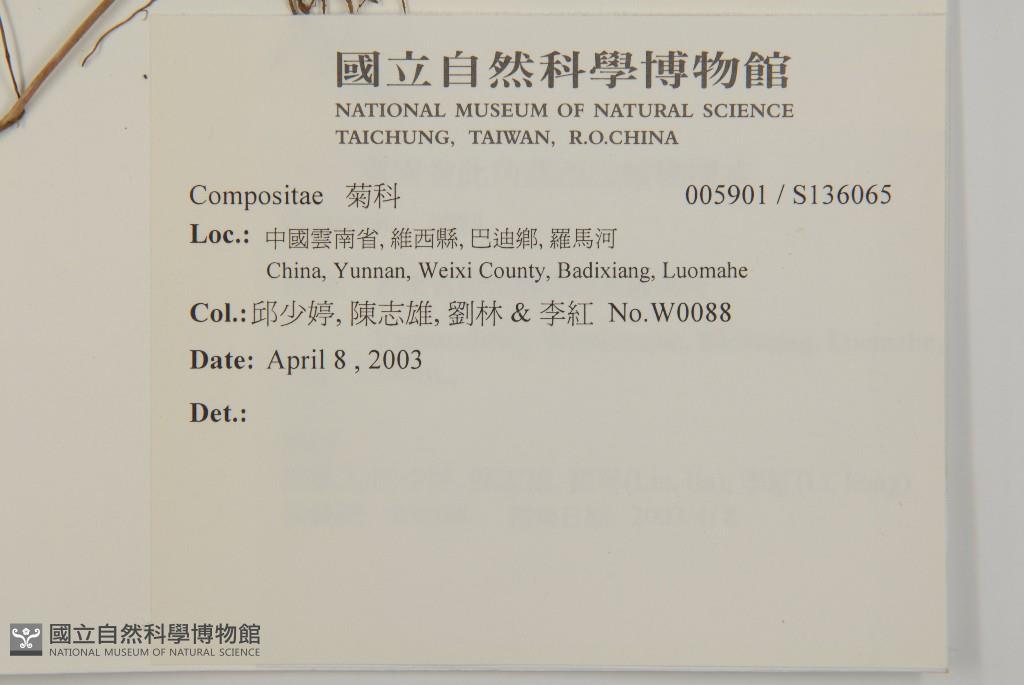 國立自然科學博物館
NATIONAL MUSEUM OF NATURAL SCIENCE
TAICHUNG, TAIWAN, R.O.CHINA
Compositae 菊科 005901 / S136065
Loc.: 中國雲南省, 維西縣, 巴迪鄉, 羅馬河
China, Yunnan, Weixi County, Badixiang, Luomahe
Col.: 邱少婷, 陳志雄, 劉林 & 李紅 No.W0088
Date: April 8 , 2003
Det.:
國立自然科學博物館
NATIONAL MUSEUM OF NATURAL SCIENCE